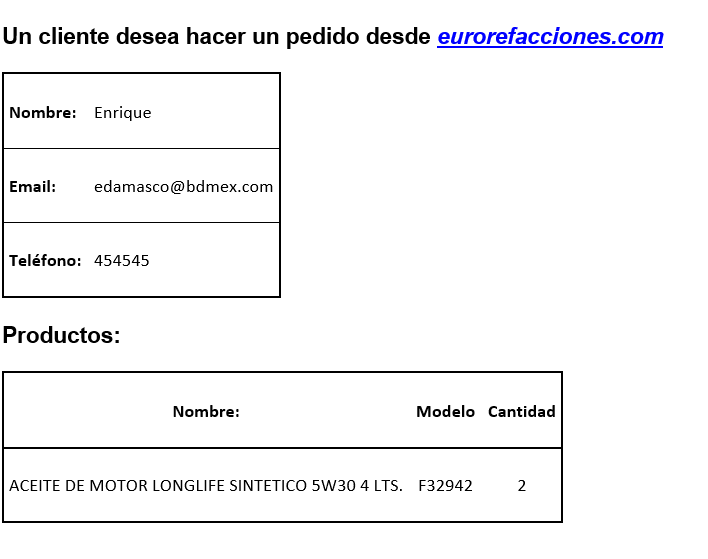 Un cliente desea hacer un pedido desde eurorefacciones.com
Nombre: Enrique
Email: edamasco@bdmex.com
Teléfono: 454545
Productos:
Nombre: Modelo Cantidad
ACEITE DE MOTOR LONGLIFE SINTETICO 5W30 4 LTS. F32942 2